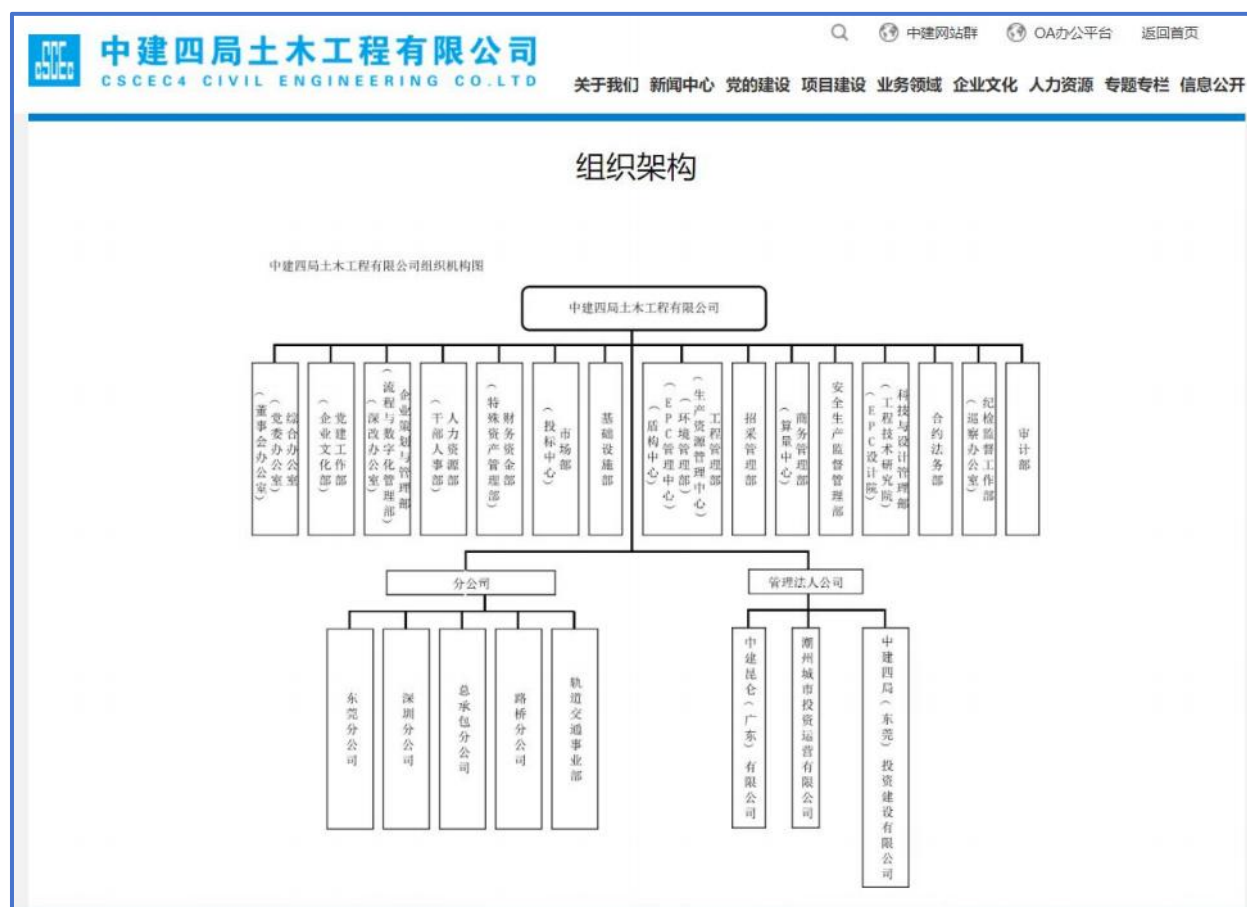 中建四局土木工程有限公司
CSCEC4 CIVIL ENGINEERING CO.LTD
中建网站群 OA办公平台 返回首页
关于我们 新闻中心 党的建设 项目建设 业务领域 企业文化 人力资源 专题专栏 信息公开
组织架构
中建四局土木工程有限公司组织机构图
中建四局土木工程有限公司
综合办公室
(党委办公室)
(董事会办公室)
党建工作部
(企业文化部)
企业策划与管理部
(流程与数字化管理部)
(深改办公室)
人力资源部
(干部人事部)
财务资金部
(特殊资产管理部)
市场部
(投标中心)
基础设施部
工程管理部
(生产资源管理中心)
(环境管理部)
(EPC管理中心)
(盾构中心)
招采管理部
商务管理部
(算量中心)
安全生产监督管理部
科技与设计管理部
(工程技术研究院)
(EPC设计院)
合约法务部
纪检监督工作部
(巡察办公室)
审计部
分公司
管理法人公司
东莞分公司
深圳分公司
总承包分公司
路桥分公司
轨道交通事业部
中建昆仑(广东)有限公司
潮州城市投资运营有限公司
中建四局(东莞)投资建设有限公司